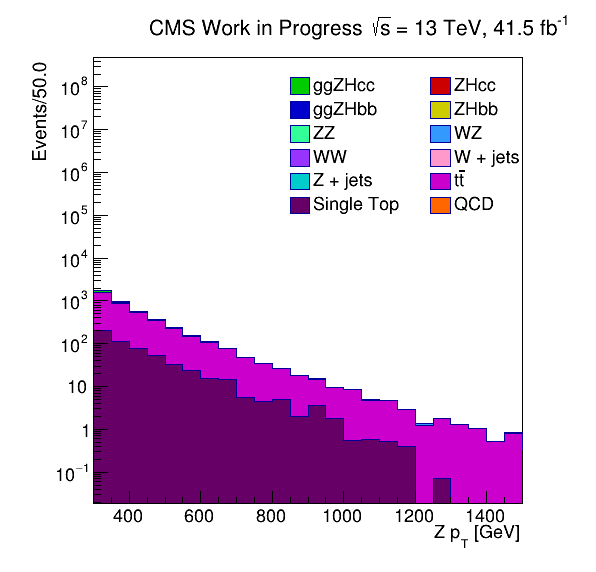 CMS Work in Progress √s = 13 TeV, 41.5 fb⁻¹
Events/50.0
ggZHcc ZHcc
ggZHbb ZHbb
ZZ WZ
WW W + jets
Z + jets tt̄
Single Top QCD
10⁸
10⁷
10⁶
10⁵
10⁴
10³
10²
10
1
10⁻¹
400 600 800 1000 1200 1400
Z p_T [GeV]